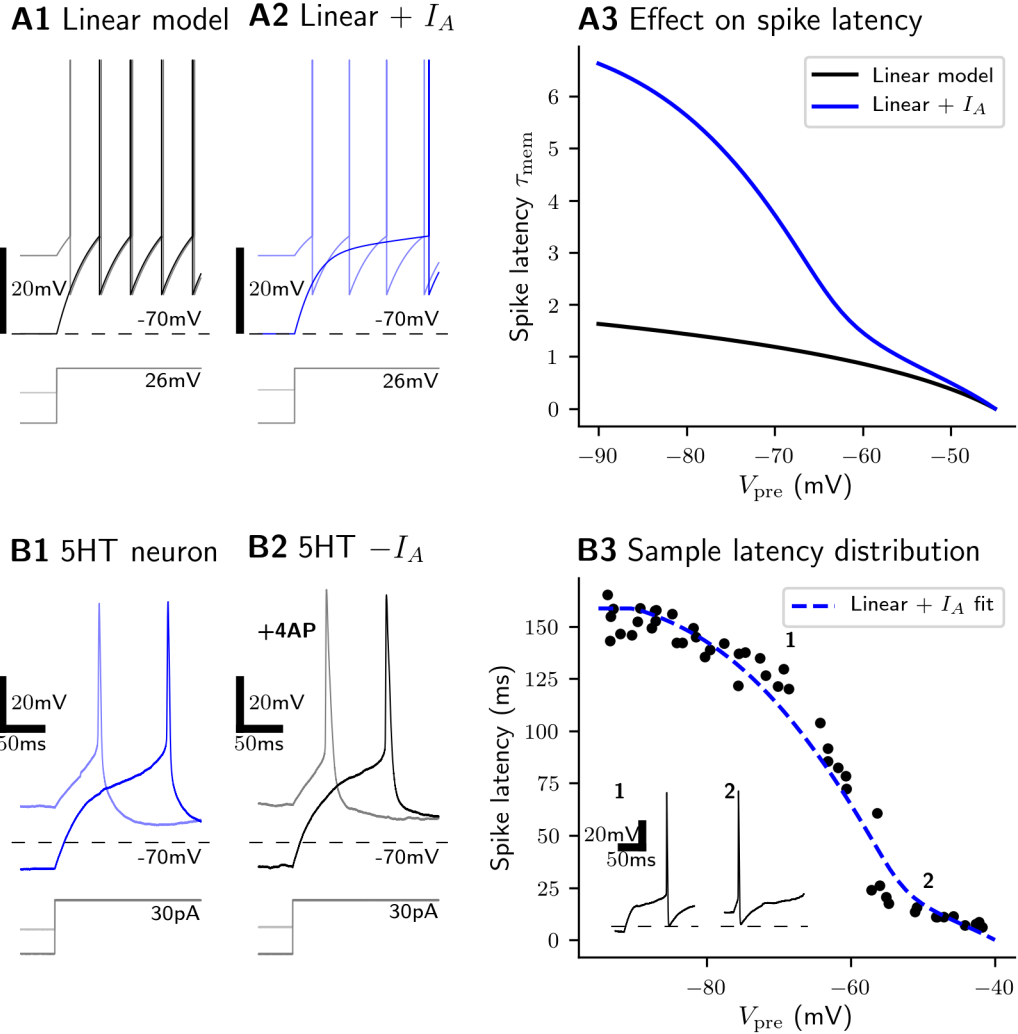 A1 Linear model
A2 Linear + I_A
A3 Effect on spike latency
20mV
-70mV
26mV
20mV
-70mV
26mV
Linear model
Linear + I_A
Spike latency τ_mem
6
5
4
3
2
1
0
−90
−80
−70
−60
−50
V_pre (mV)
B1 5HT neuron
B2 5HT −I_A
B3 Sample latency distribution
20mV
50ms
-70mV
30pA
+4AP
20mV
50ms
-70mV
30pA
Linear + I_A fit
Spike latency (ms)
150
125
100
75
50
25
0
1
2
1
2
20mV
50ms
−80
−60
−40
V_pre (mV)